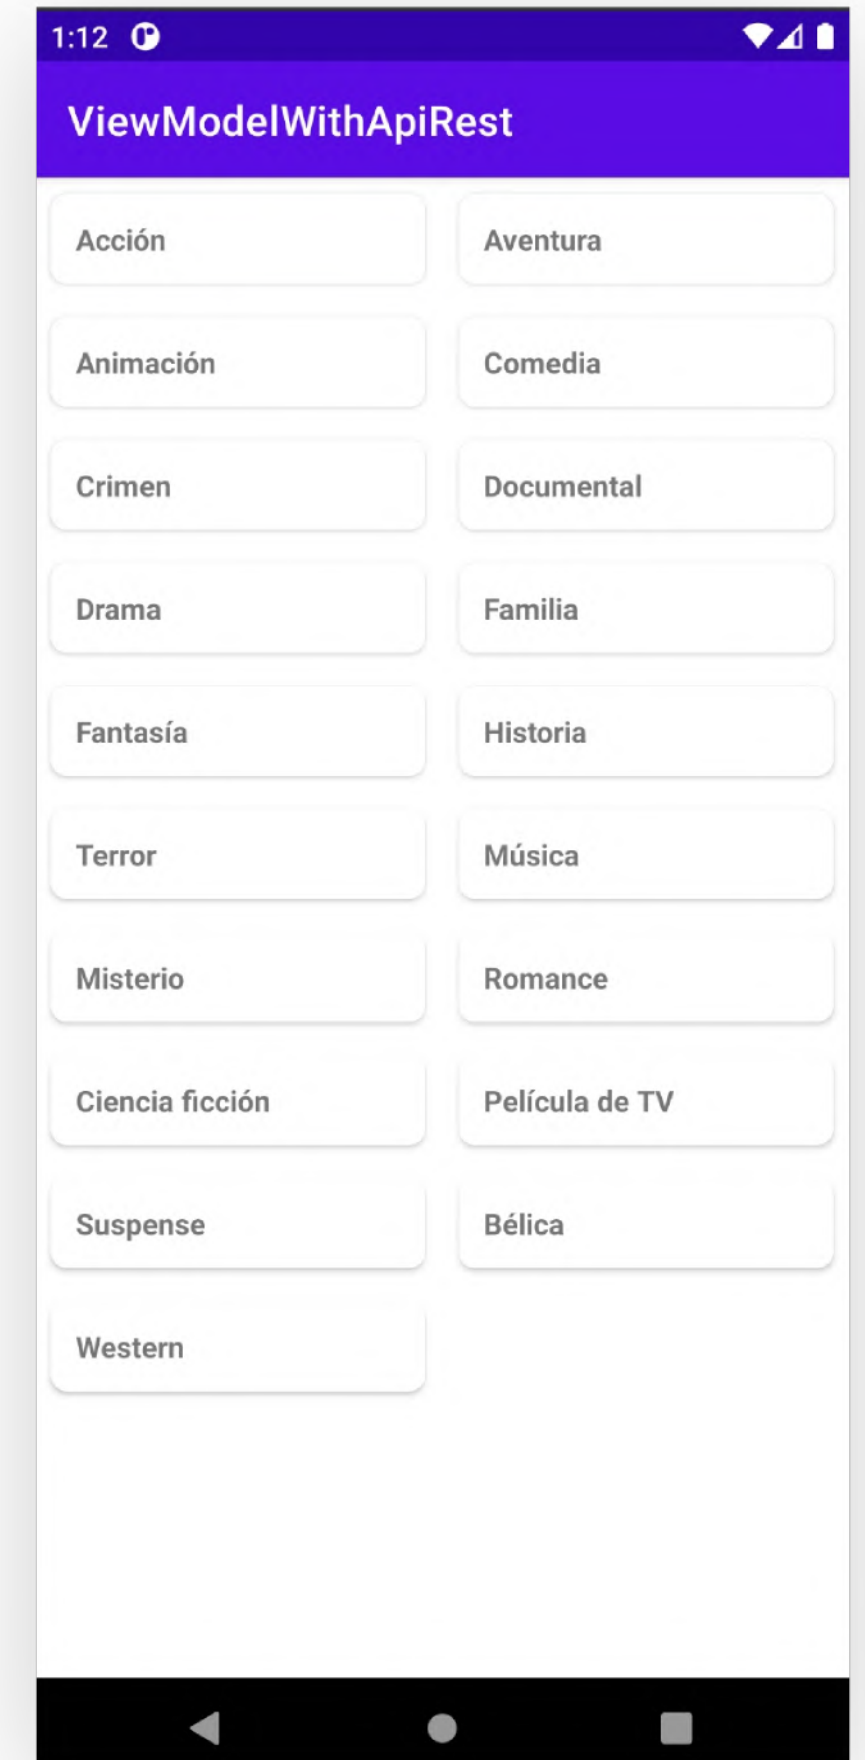 1:12
ViewModelWithApiRest
Acción Aventura
Animación Comedia
Crimen Documental
Drama Familia
Fantasía Historia
Terror Música
Misterio Romance
Ciencia ficción Película de TV
Suspense Bélica
Western